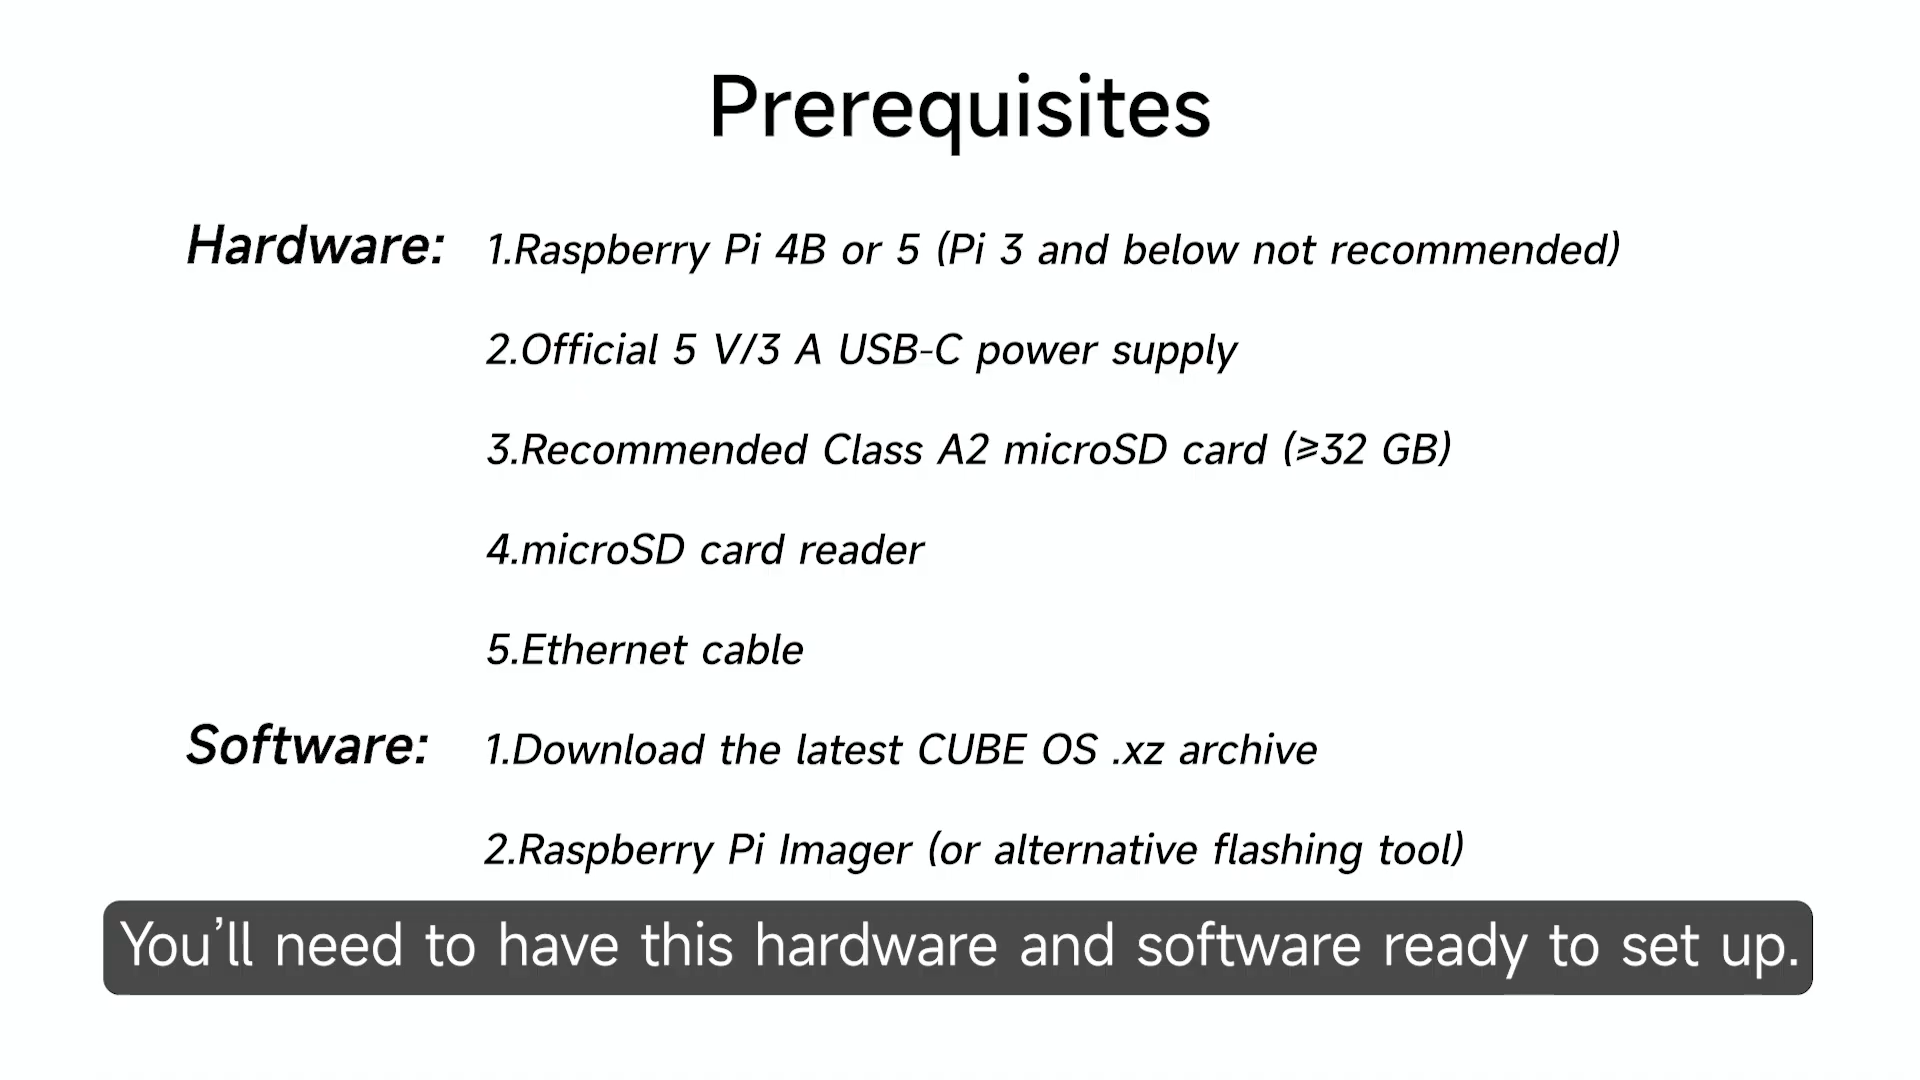 Prerequisites
Hardware: 1.Raspberry Pi 4B or 5 (Pi 3 and below not recommended)
2.Official 5 V/3 A USB-C power supply
3.Recommended Class A2 microSD card (≥32 GB)
4.microSD card reader
5.Ethernet cable
Software: 1.Download the latest CUBE OS .xz archive
2.Raspberry Pi Imager (or alternative flashing tool)
You’ll need to have this hardware and software ready to set up.